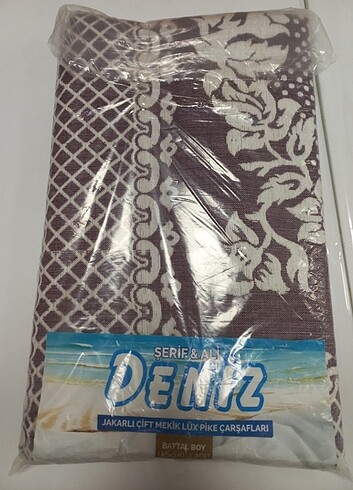 ŞERİF & ALİ
DENİZ
JAKARLI ÇİFT MEKİK LÜX PİKE ÇARŞAFLARI
BATTAL BOY